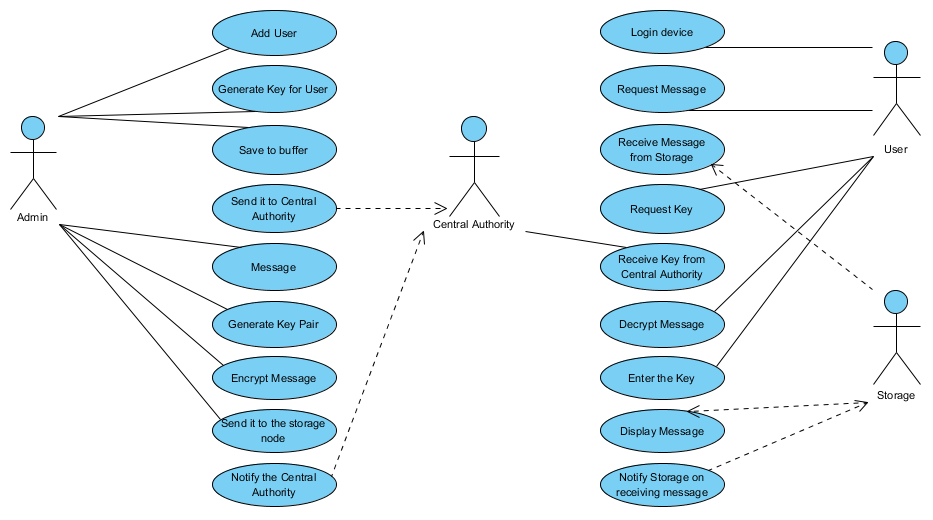 Add User
Generate Key for User
Save to buffer
Send it to Central
Authority
Message
Generate Key Pair
Encrypt Message
Send it to the storage
node
Notify the Central
Authority
Admin
Central Authority
Login device
Request Message
Receive Message
from Storage
Request Key
Receive Key from
Central Authority
Decrypt Message
Enter the Key
Display Message
Notify Storage on
receiving message
User
Storage